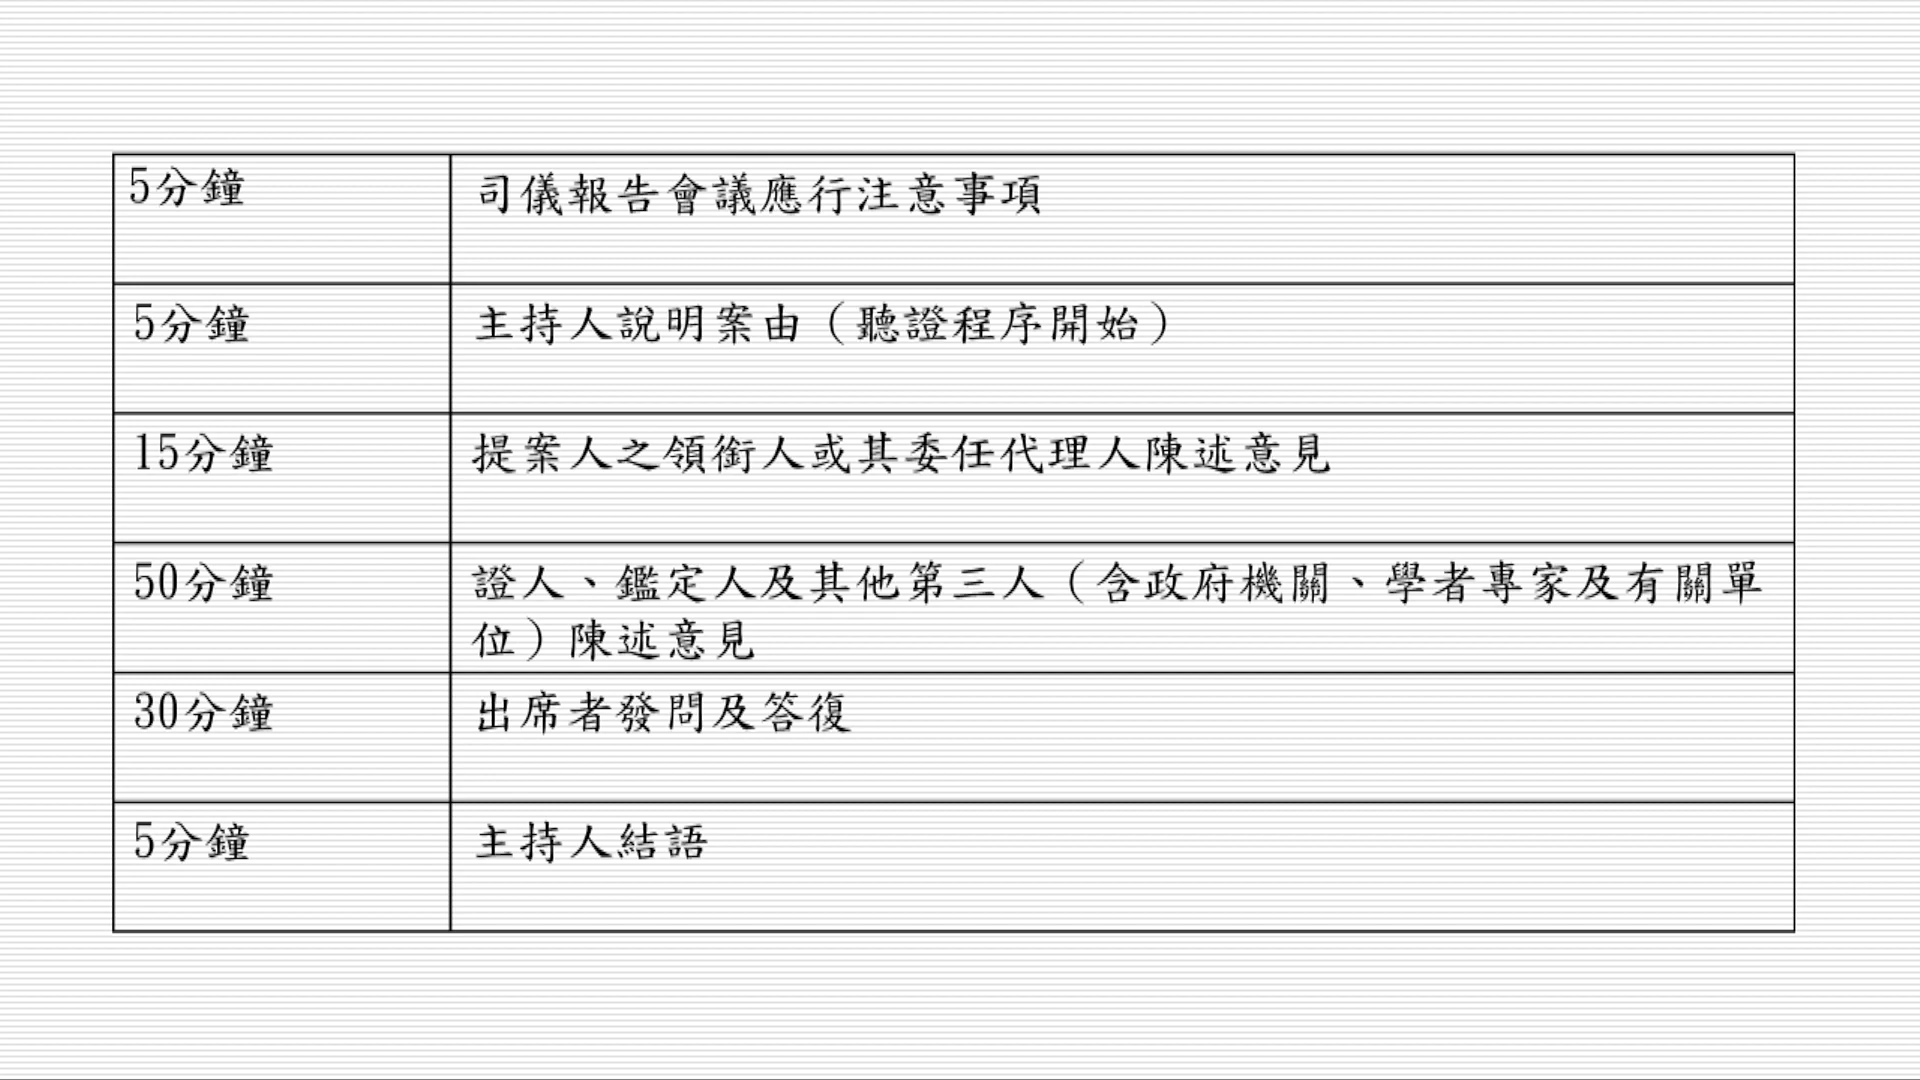 5分鐘 司儀報告會議應行注意事項
5分鐘 主持人說明案由（聽證程序開始）
15分鐘 提案人之領銜人或其委任代理人陳述意見
50分鐘 證人、鑑定人及其他第三人（含政府機關、學者專家及有關單
位）陳述意見
30分鐘 出席者發問及答復
5分鐘 主持人結語